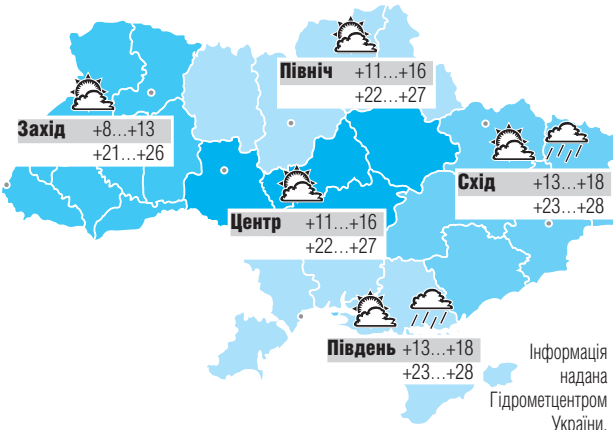 Північ +11...+16
+22...+27
Захід +8...+13
+21...+26
Схід +13...+18
+23...+28
Центр +11...+16
+22...+27
Південь +13...+18
+23...+28
Інформація
надана
Гідрометцентром
України.